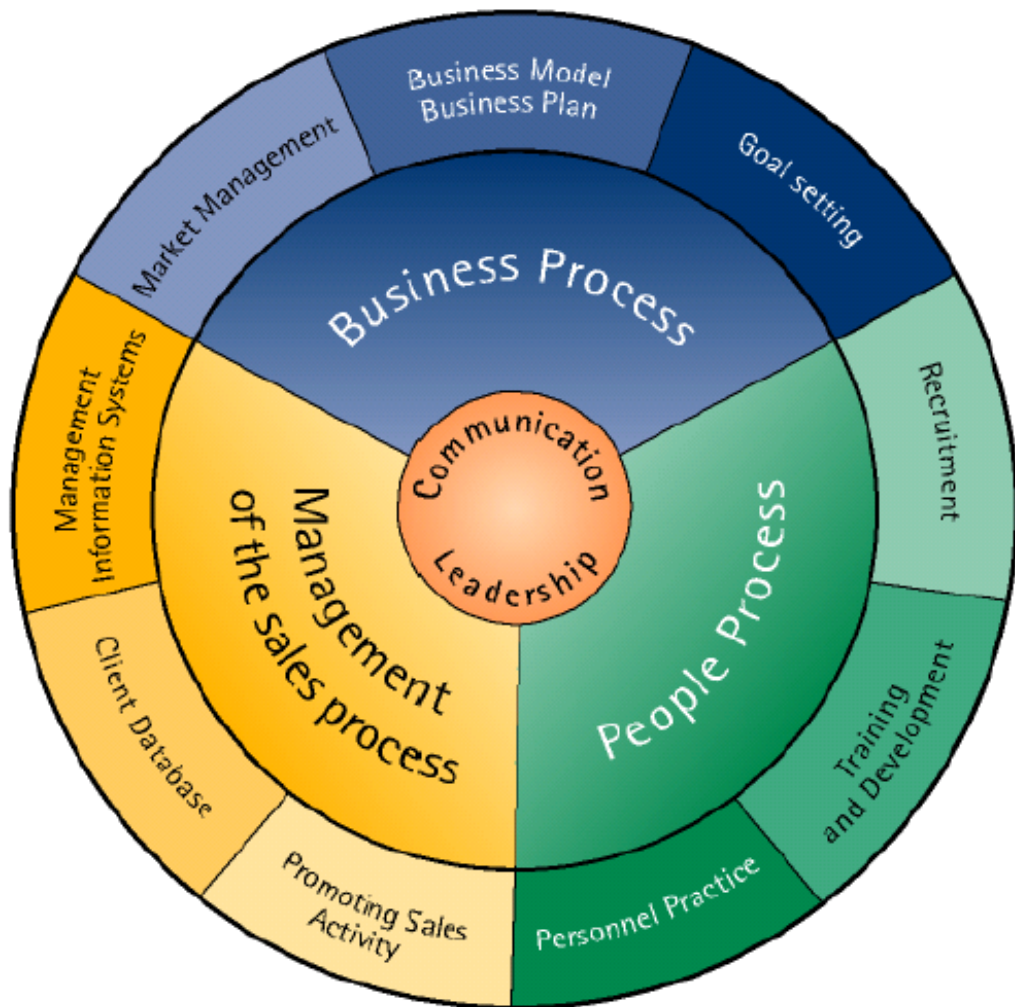 Business Model
Business Plan
Goal setting
Recruitment
Training
and Development
Personnel Practice
Promoting Sales
Activity
Client Database
Management
Information Systems
Market Management
Business Process
People Process
Management
of the sales process
Communication
Leadership